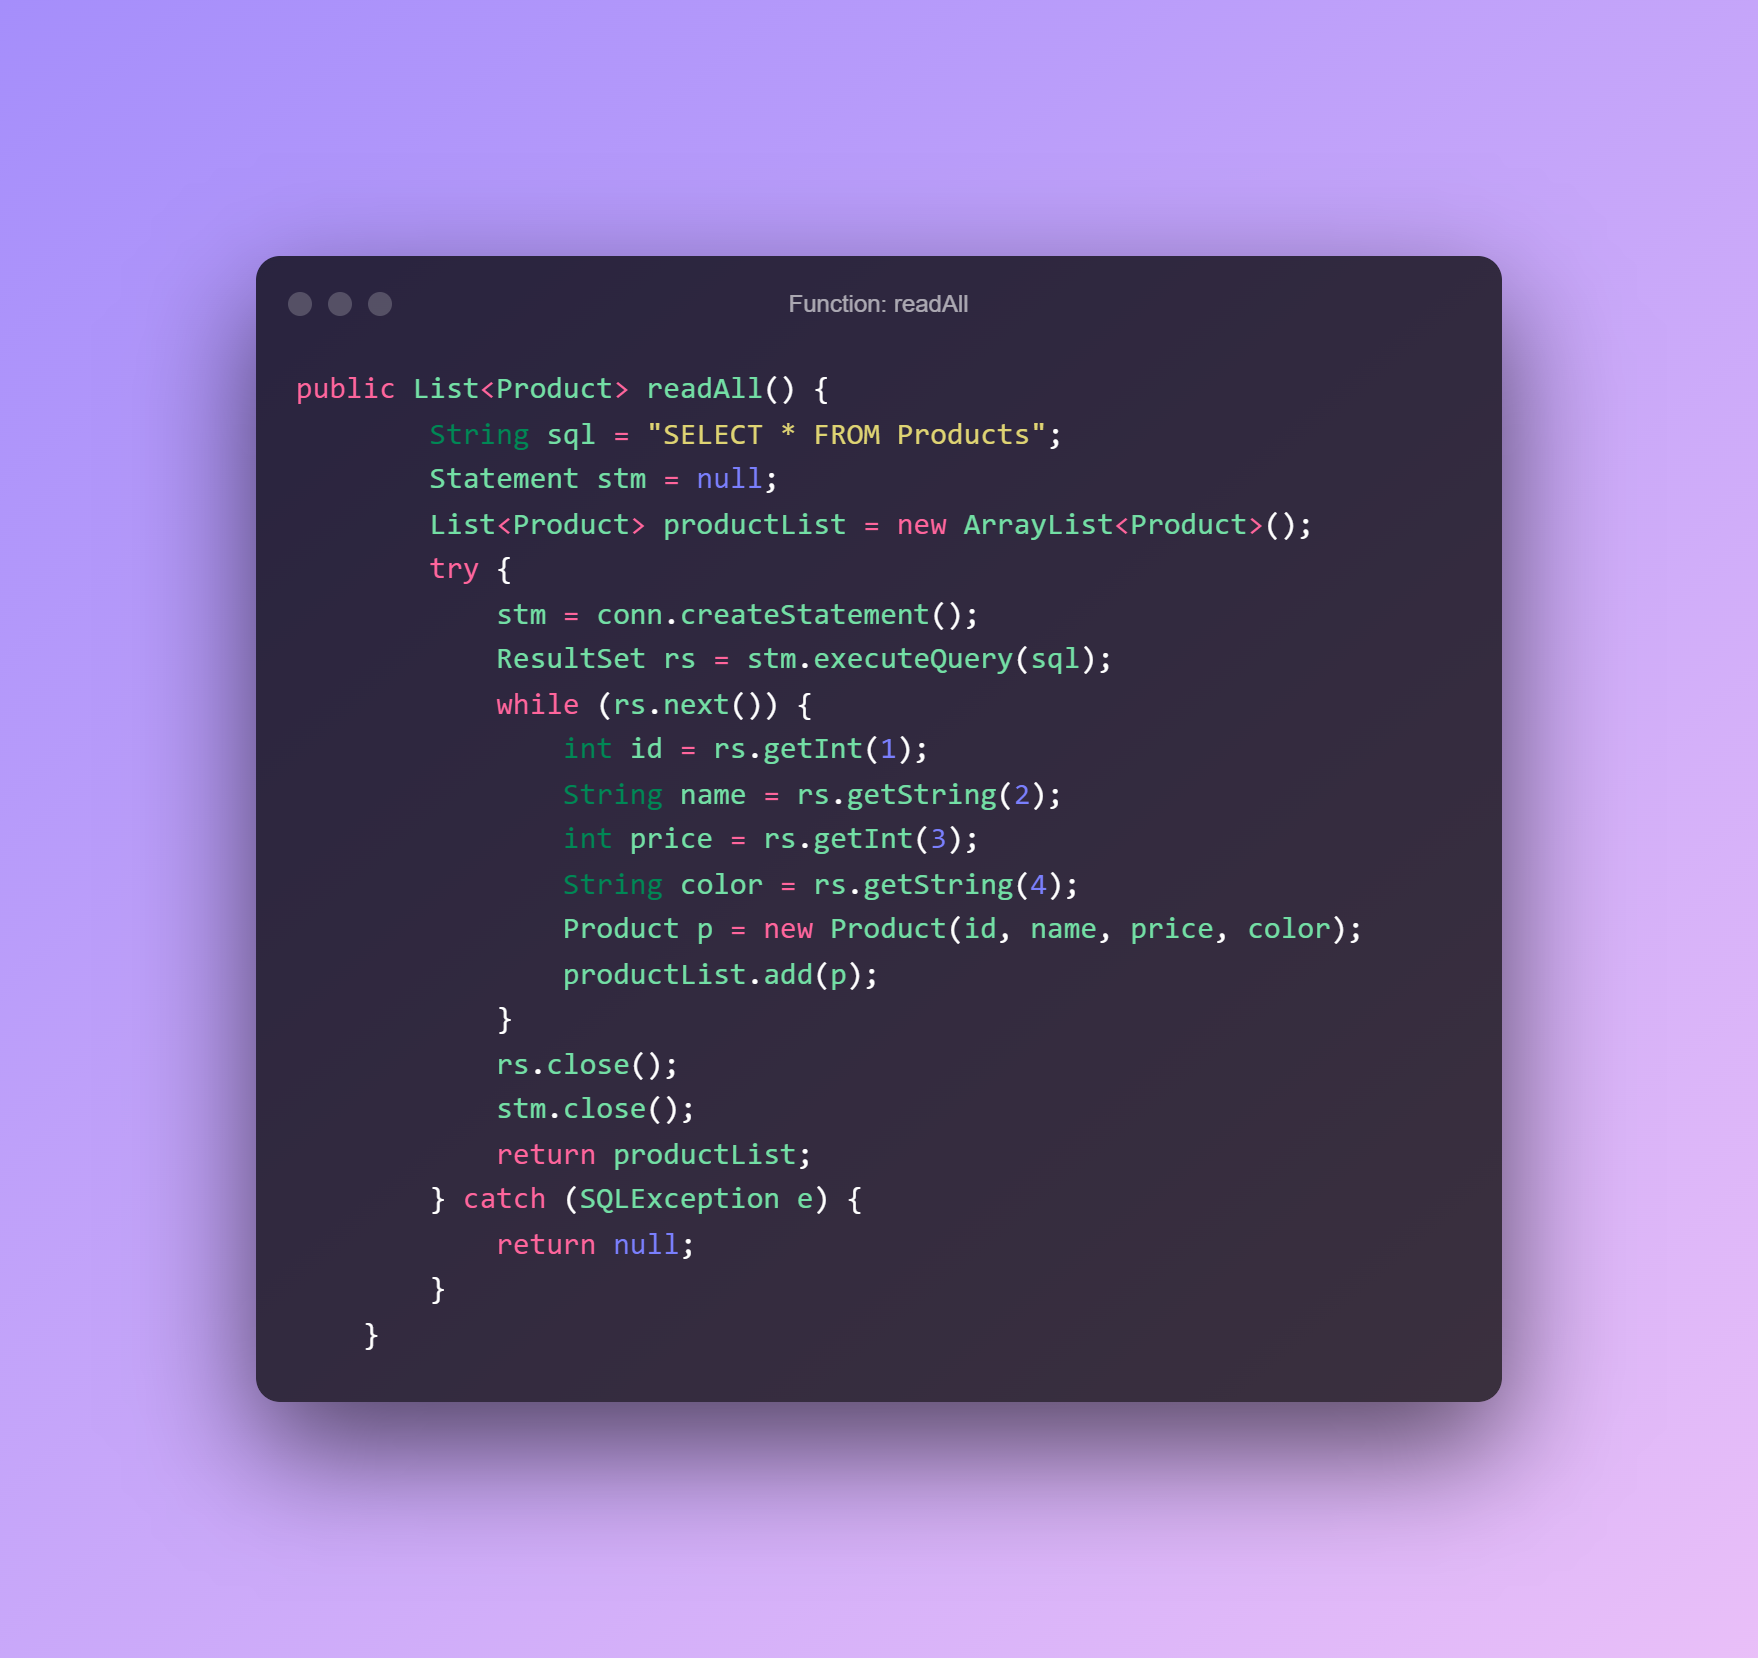 Function: readAll
public List<Product> readAll() {
        String sql = "SELECT * FROM Products";
        Statement stm = null;
        List<Product> productList = new ArrayList<Product>();
        try {
            stm = conn.createStatement();
            ResultSet rs = stm.executeQuery(sql);
            while (rs.next()) {
                int id = rs.getInt(1);
                String name = rs.getString(2);
                int price = rs.getInt(3);
                String color = rs.getString(4);
                Product p = new Product(id, name, price, color);
                productList.add(p);
            }
            rs.close();
            stm.close();
            return productList;
        } catch (SQLException e) {
            return null;
        }
    }